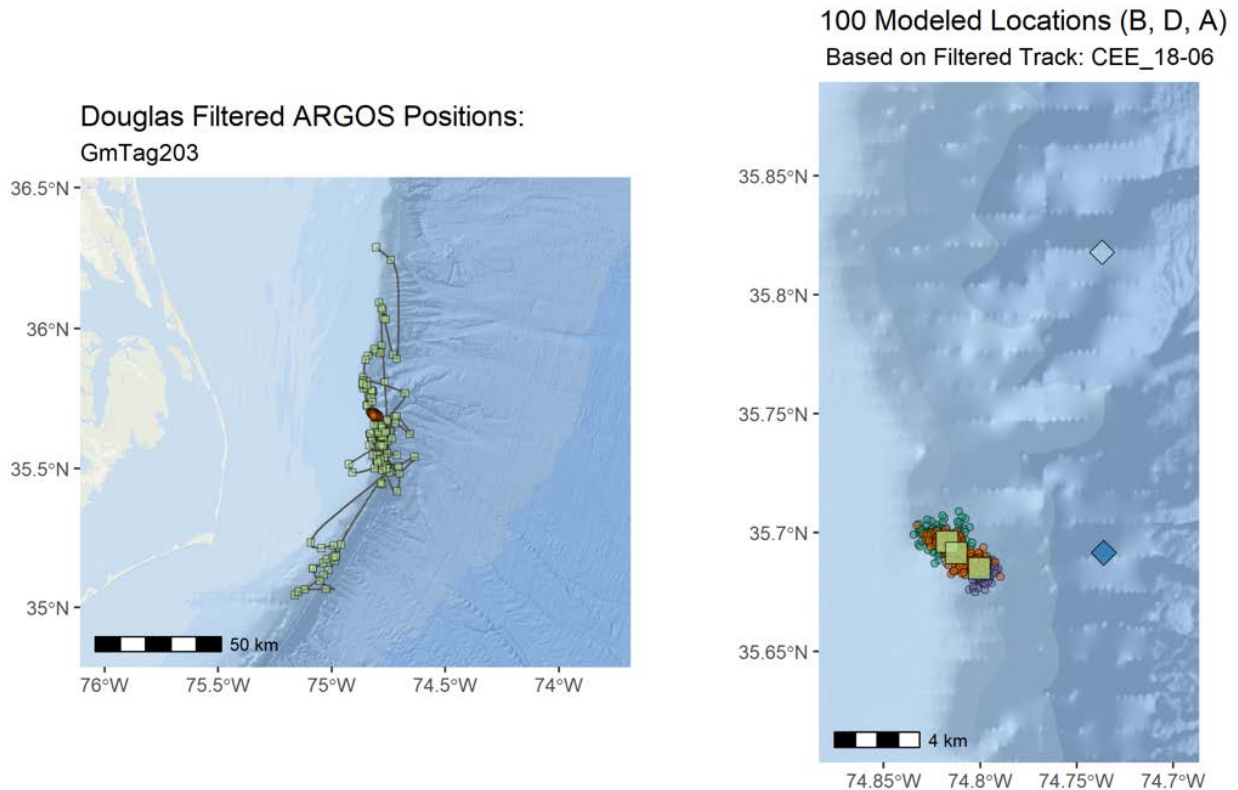 Douglas Filtered ARGOS Positions:
GmTag203
36.5°N
36°N
35.5°N
35°N
50 km
76°W
75.5°W
75°W
74.5°W
74°W
100 Modeled Locations (B, D, A)
Based on Filtered Track: CEE_18-06
35.85°N
35.8°N
35.75°N
35.7°N
35.65°N
4 km
74.85°W
74.8°W
74.75°W
74.7°W